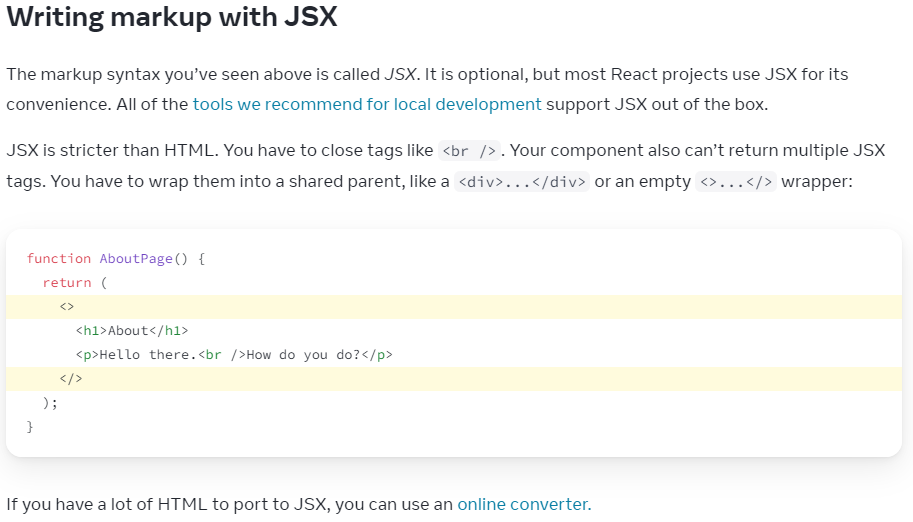 Writing markup with JSX
The markup syntax you’ve seen above is called JSX. It is optional, but most React projects use JSX for its
convenience. All of the tools we recommend for local development support JSX out of the box.
JSX is stricter than HTML. You have to close tags like <br />. Your component also can’t return multiple JSX
tags. You have to wrap them into a shared parent, like a <div>...</div> or an empty <>...</> wrapper:
function AboutPage() {
  return (
    <>
      <h1>About</h1>
      <p>Hello there.<br />How do you do?</p>
    </>
  );
}
If you have a lot of HTML to port to JSX, you can use an online converter.